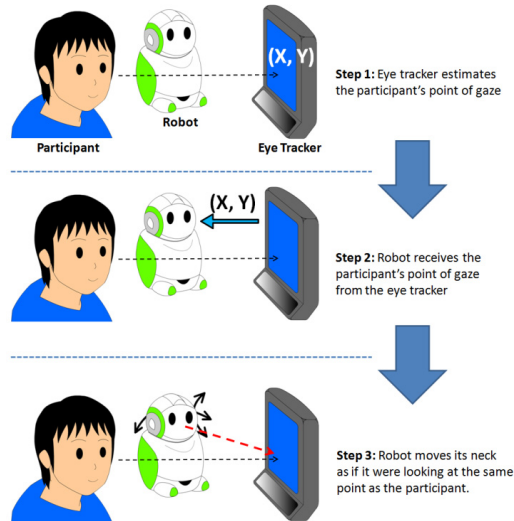 (X, Y)
Step 1: Eye tracker estimates
the participant's point of gaze
Robot
Participant
Eye Tracker
(X, Y)
Step 2: Robot receives the
participant's point of gaze
from the eye tracker
Step 3: Robot moves its neck
as if it were looking at the same
point as the participant.